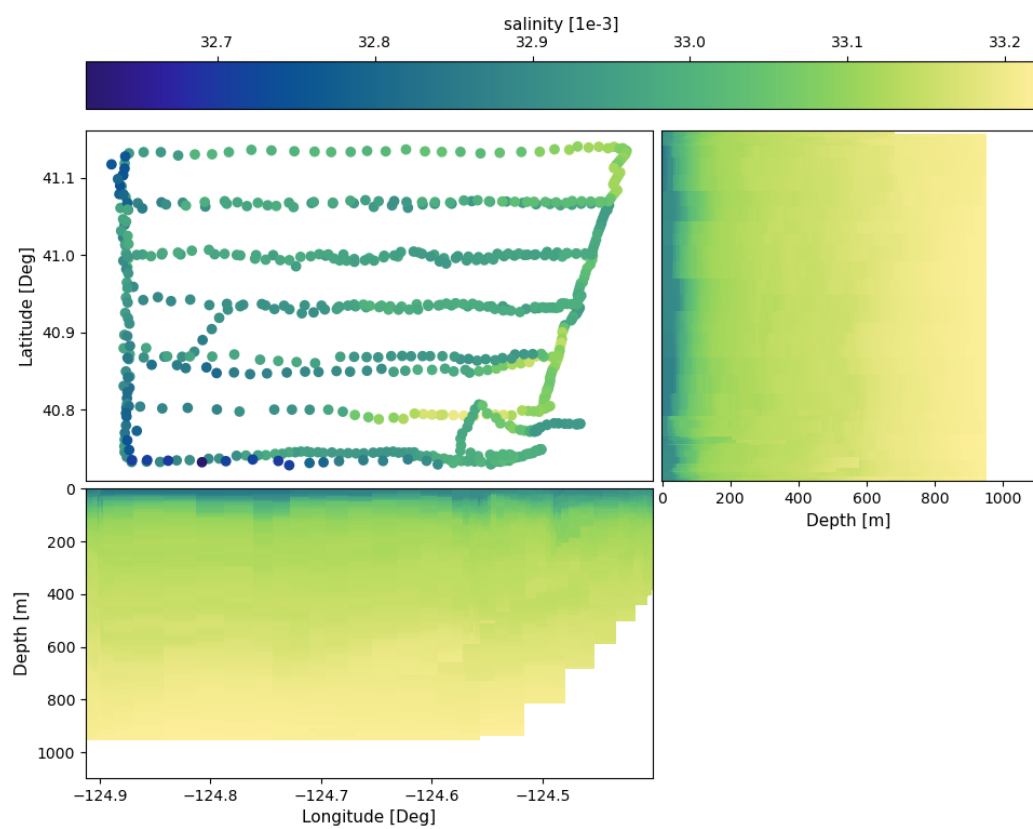 salinity [1e-3]
32.7 32.8 32.9 33.0 33.1 33.2
Latitude [Deg]
41.1
41.0
40.9
40.8
0 200 400 600 800 1000
Depth [m]
Depth [m]
0
200
400
600
800
1000
−124.9 −124.8 −124.7 −124.6 −124.5
Longitude [Deg]